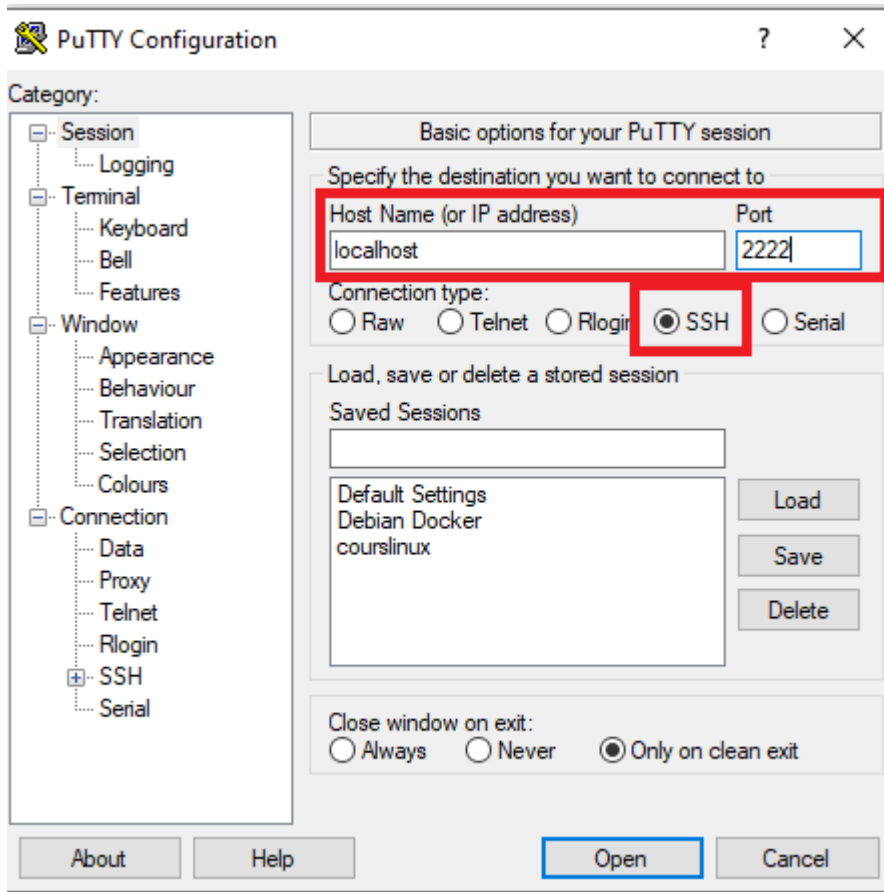 PuTTY Configuration
?
Category:
Session
Logging
Terminal
Keyboard
Bell
Features
Window
Appearance
Behaviour
Translation
Selection
Colours
Connection
Data
Proxy
Telnet
Rlogin
SSH
Serial
Basic options for your PuTTY session
Specify the destination you want to connect to
Host Name (or IP address) Port
localhost 2222
Connection type:
Raw Telnet Rlogin SSH Serial
Load, save or delete a stored session
Saved Sessions
Default Settings
Debian Docker
courslinux
Load
Save
Delete
Close window on exit:
Always Never Only on clean exit
About Help Open Cancel